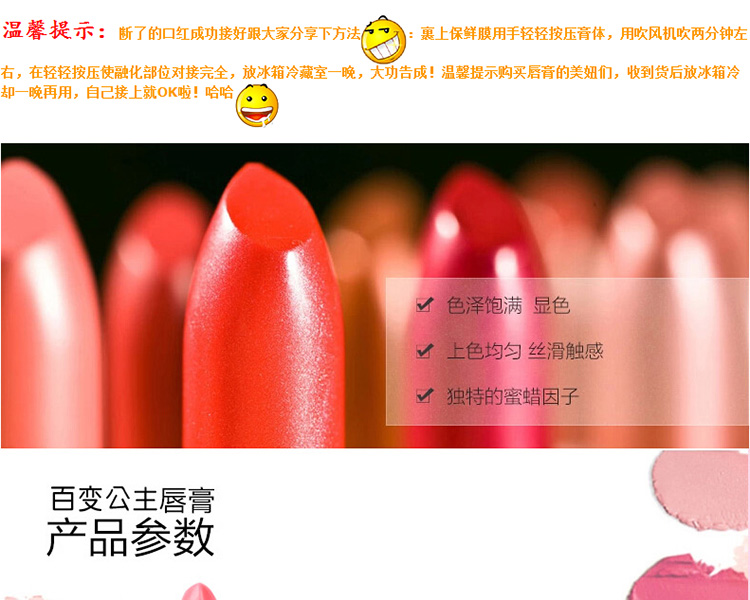 温馨提示：断了的口红成功接好跟大家分享下方法：裹上保鲜膜用手轻轻按压膏体，用吹风机吹两分钟左
右，在轻轻按压使融化部位对接完全，放冰箱冷藏室一晚，大功告成！温馨提示购买唇膏的美妞们，收到货后放冰箱冷
却一晚再用，自己接上就OK啦！哈哈
色泽饱满 显色
上色均匀 丝滑触感
独特的蜜蜡因子
百变公主唇膏
产品参数